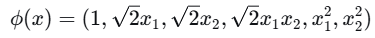 ϕ(x) = (1, √2x₁, √2x₂, √2x₁x₂, x₁², x₂²)